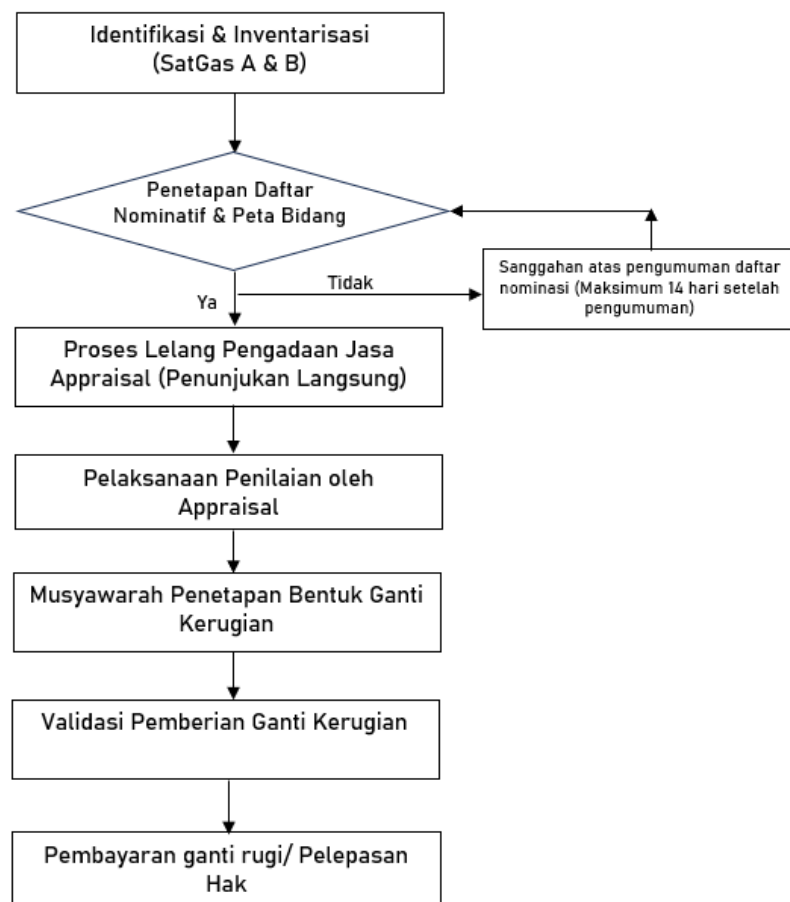 Identifikasi & Inventarisasi
(SatGas A & B)
Penetapan Daftar
Nominatif & Peta Bidang
Sanggahan atas pengumuman daftar
nominasi (Maksimum 14 hari setelah
pengumuman)
Tidak
Ya
Proses Lelang Pengadaan Jasa
Appraisal (Penunjukan Langsung)
Pelaksanaan Penilaian oleh
Appraisal
Musyawarah Penetapan Bentuk Ganti
Kerugian
Validasi Pemberian Ganti Kerugian
Pembayaran ganti rugi/ Pelepasan
Hak